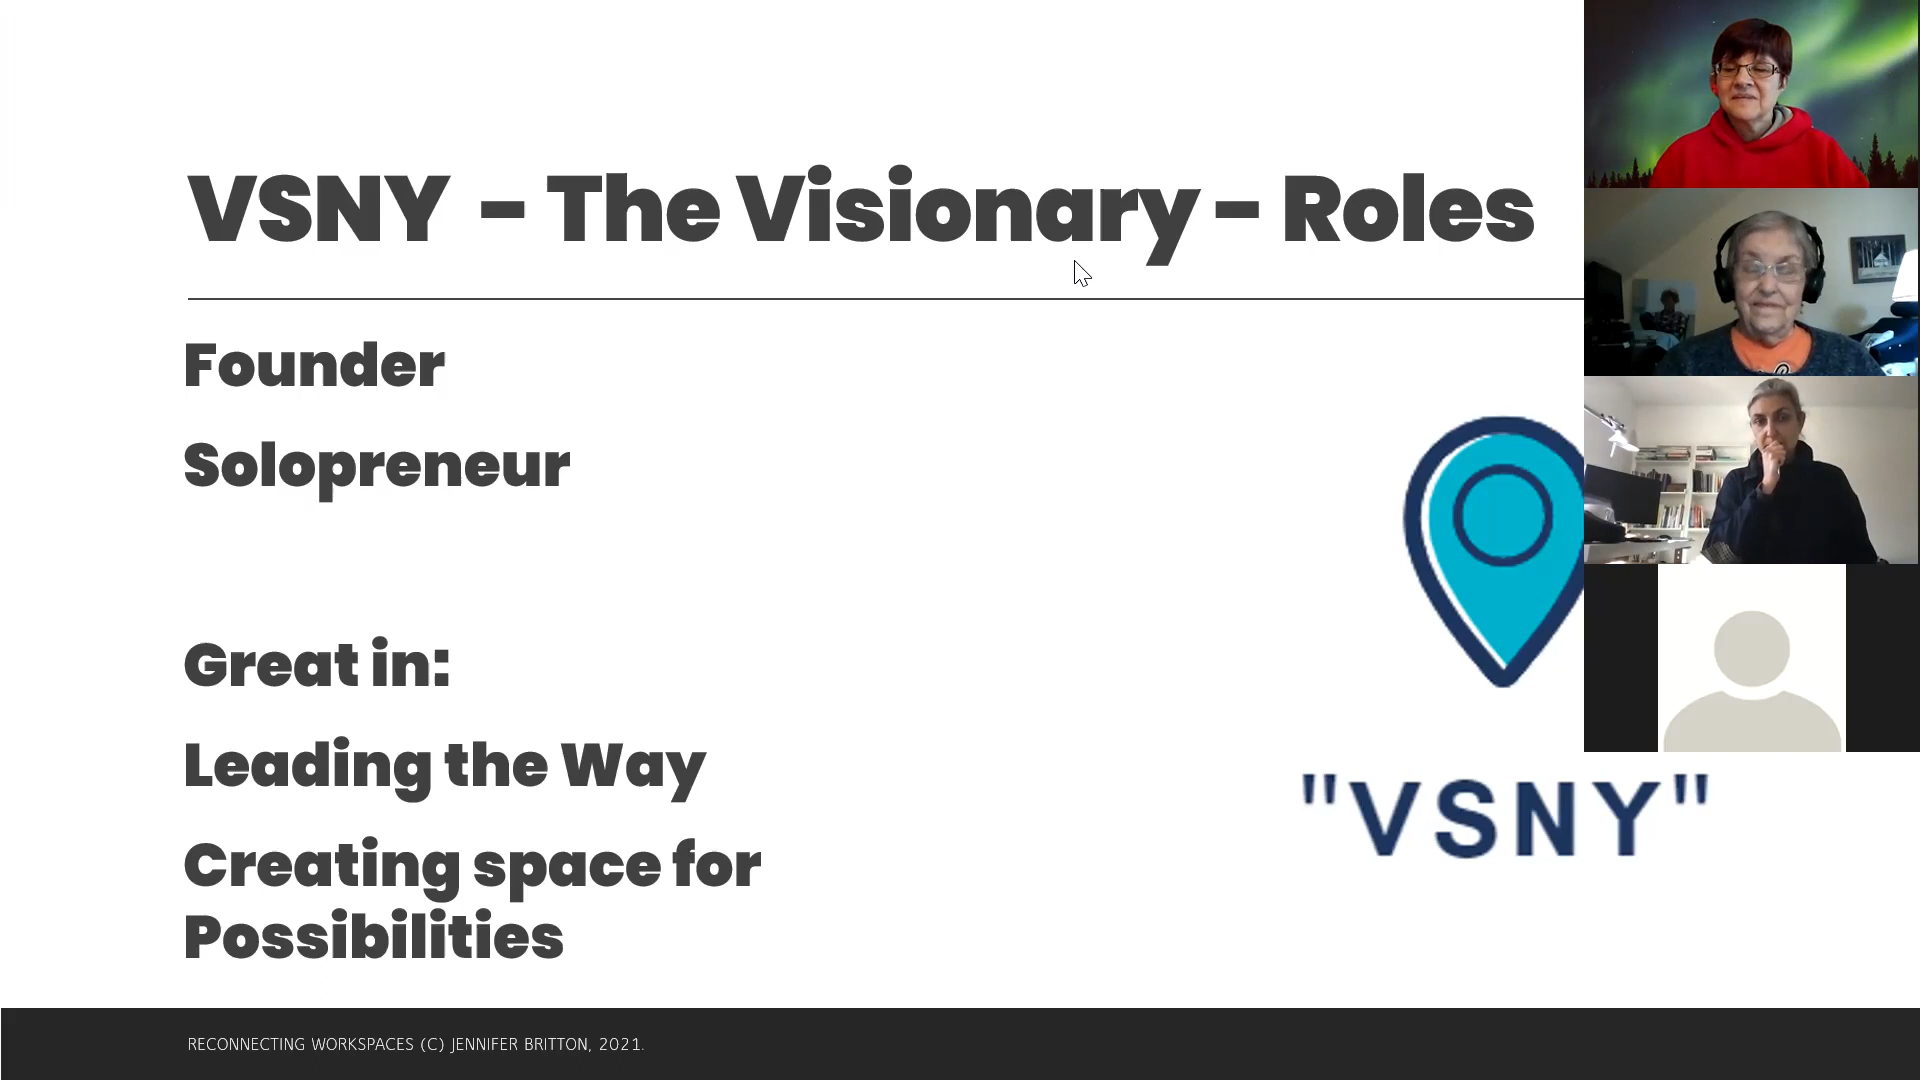 VSNY – The Visionary – Roles
Founder
Solopreneur
Great in:
Leading the Way
Creating space for
Possibilities
"VSNY"
RECONNECTING WORKSPACES (C) JENNIFER BRITTON, 2021.